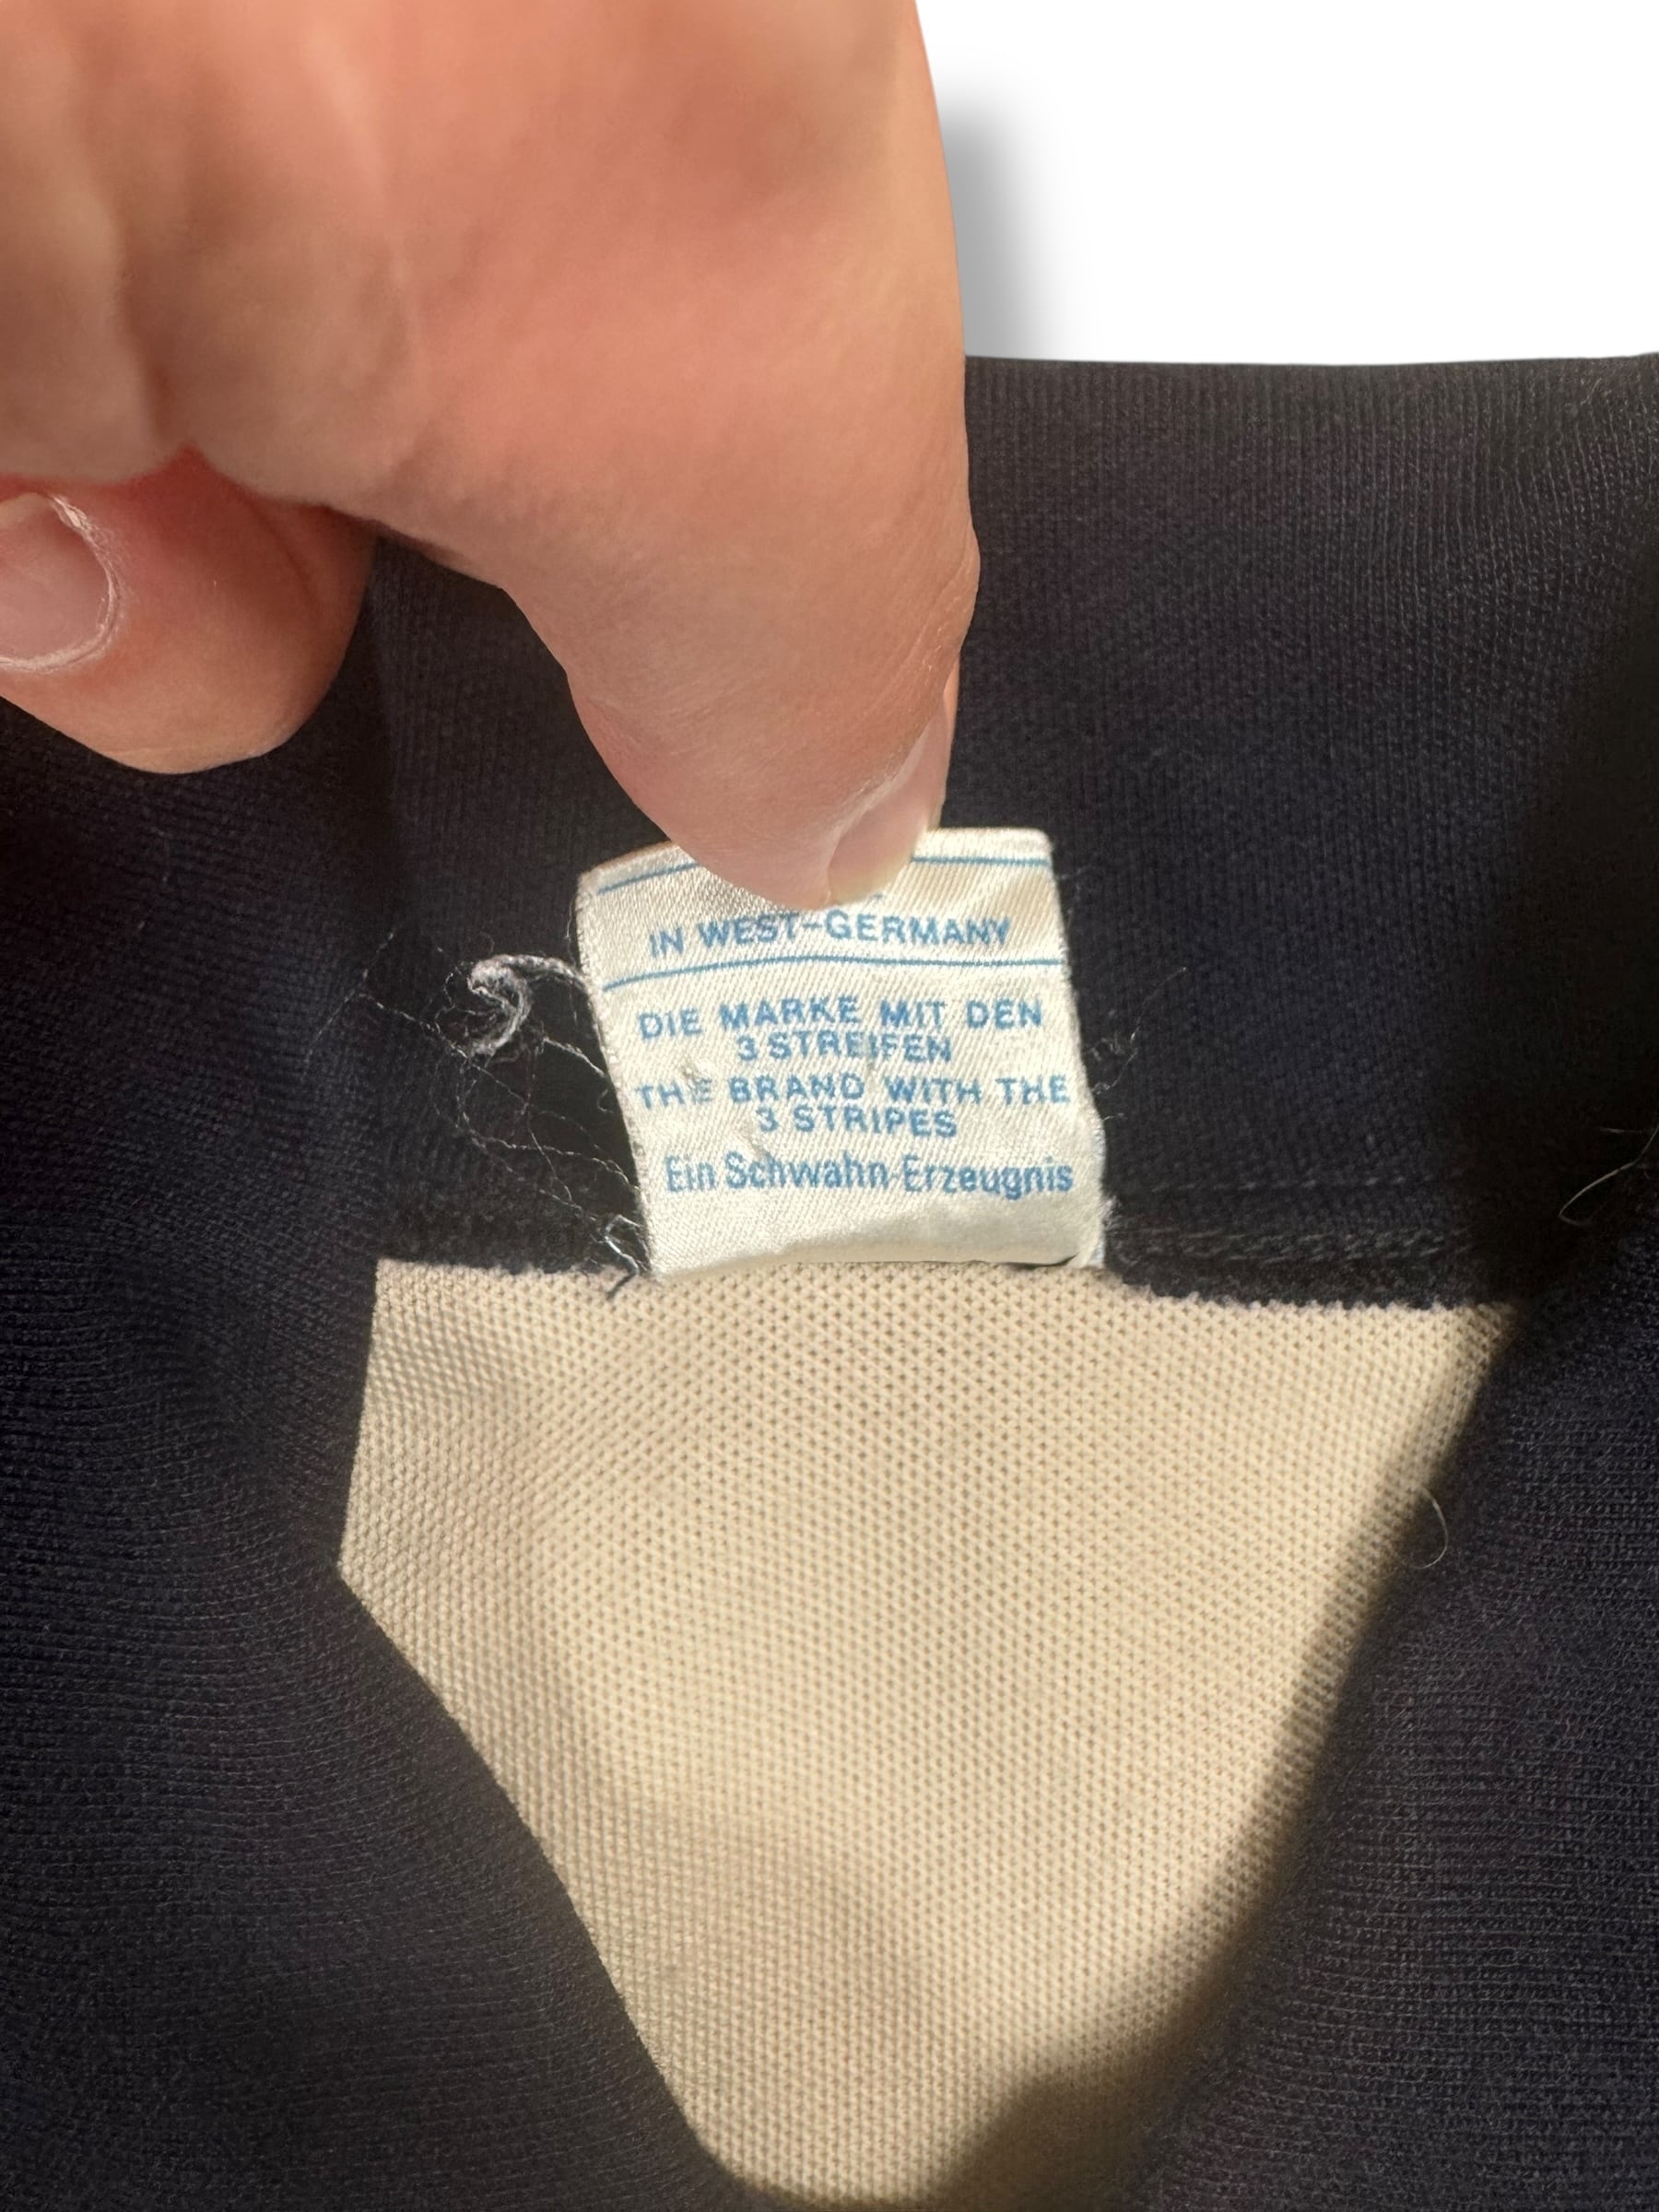 IN WEST-GERMANY
DIE MARKE MIT DEN
3 STREIFEN
THE BRAND WITH THE
3 STRIPES
Ein Schwahn-Erzeugnis